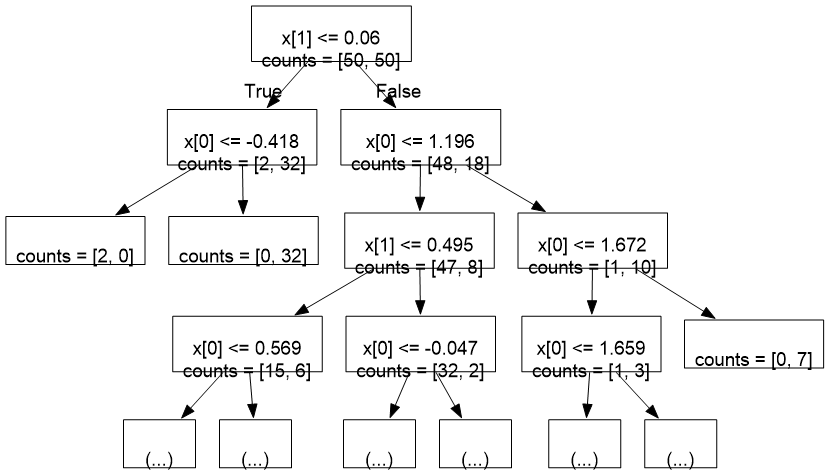 x[1] <= 0.06
counts = [50, 50]
True
False
x[0] <= -0.418
counts = [2, 32]
x[0] <= 1.196
counts = [48, 18]
counts = [2, 0]
counts = [0, 32]
x[1] <= 0.495
counts = [47, 8]
x[0] <= 1.672
counts = [1, 10]
x[0] <= 0.569
counts = [15, 6]
x[0] <= -0.047
counts = [32, 2]
x[0] <= 1.659
counts = [1, 3]
counts = [0, 7]
(...)
(...)
(...)
(...)
(...)
(...)